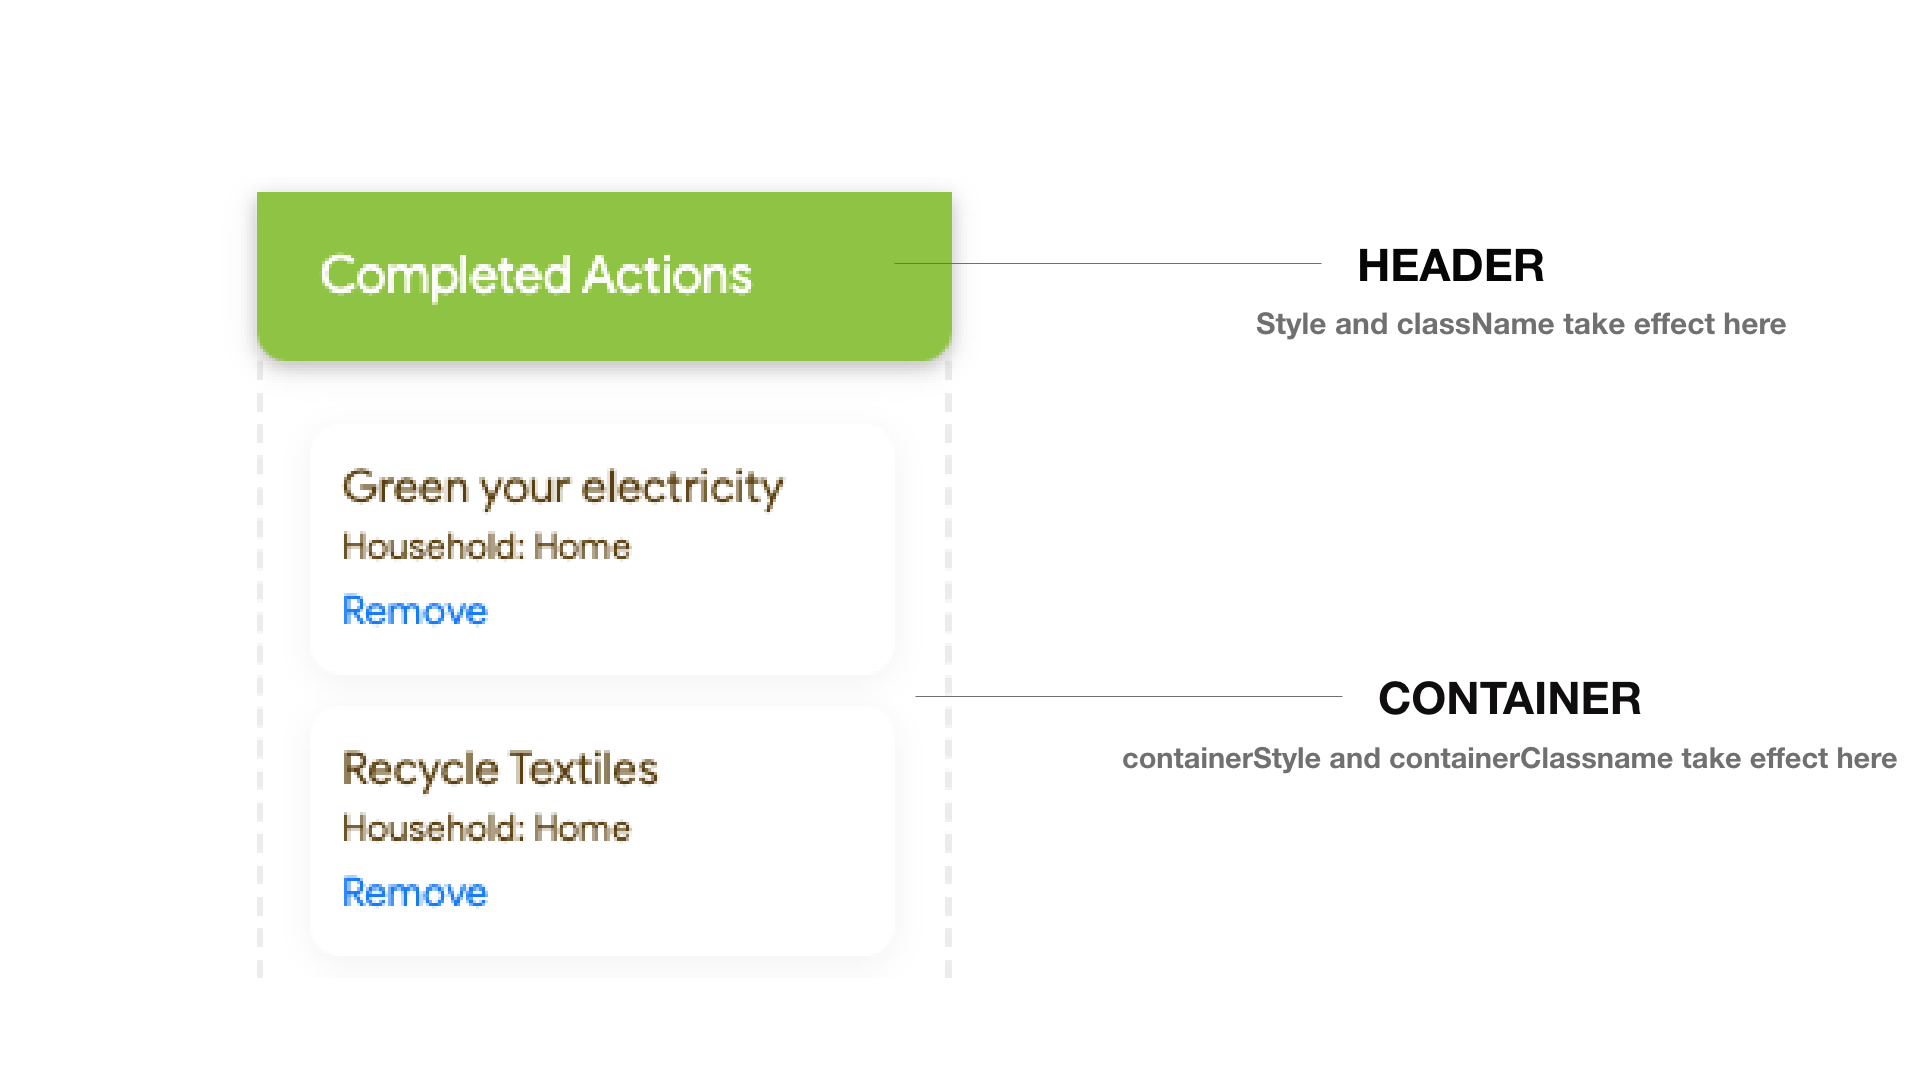 Completed Actions
HEADER
Style and className take effect here
Green your electricity
Household: Home
Remove
CONTAINER
containerStyle and containerClassname take effect here
Recycle Textiles
Household: Home
Remove